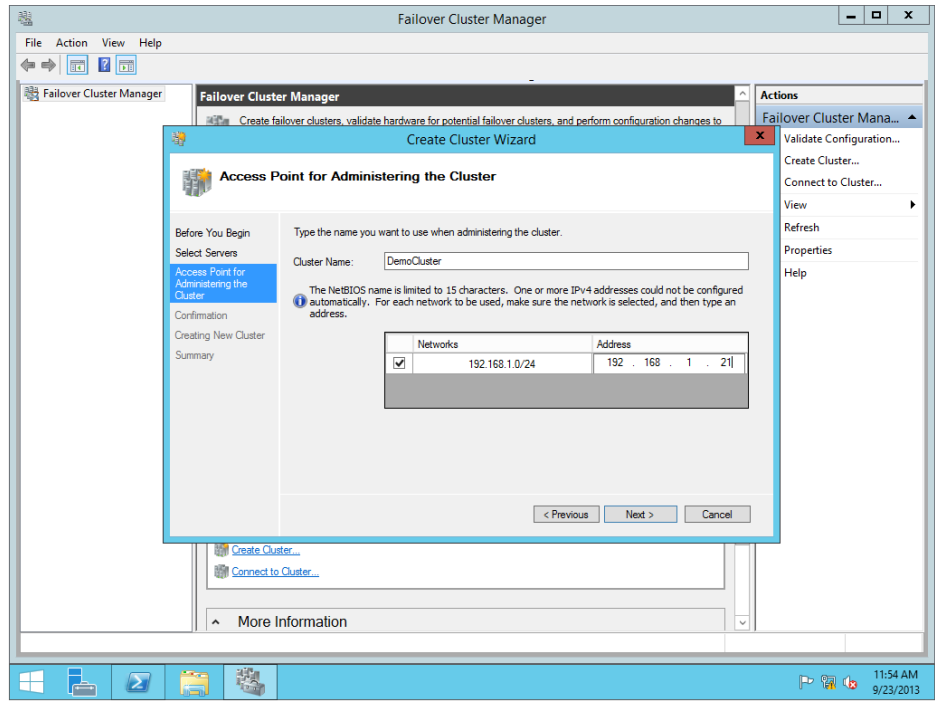 Failover Cluster Manager
File Action View Help
Failover Cluster Manager
Failover Cluster Manager
Create failover clusters, validate hardware for potential failover clusters, and perform configuration changes to
Actions
Failover Cluster Mana...
Validate Configuration...
Create Cluster...
Connect to Cluster...
View
Refresh
Properties
Help
Create Cluster Wizard
Access Point for Administering the Cluster
Before You Begin
Select Servers
Access Point for
Administering the
Cluster
Confirmation
Creating New Cluster
Summary
Type the name you want to use when administering the cluster.
Cluster Name: DemoCluster
The NetBIOS name is limited to 15 characters. One or more IPv4 addresses could not be configured
automatically. For each network to be used, make sure the network is selected, and then type an
address.
Networks Address
192.168.1.0/24 192 . 168 . 1 . 21
< Previous Next > Cancel
Create Cluster...
Connect to Cluster...
More Information
11:54 AM
9/23/2013